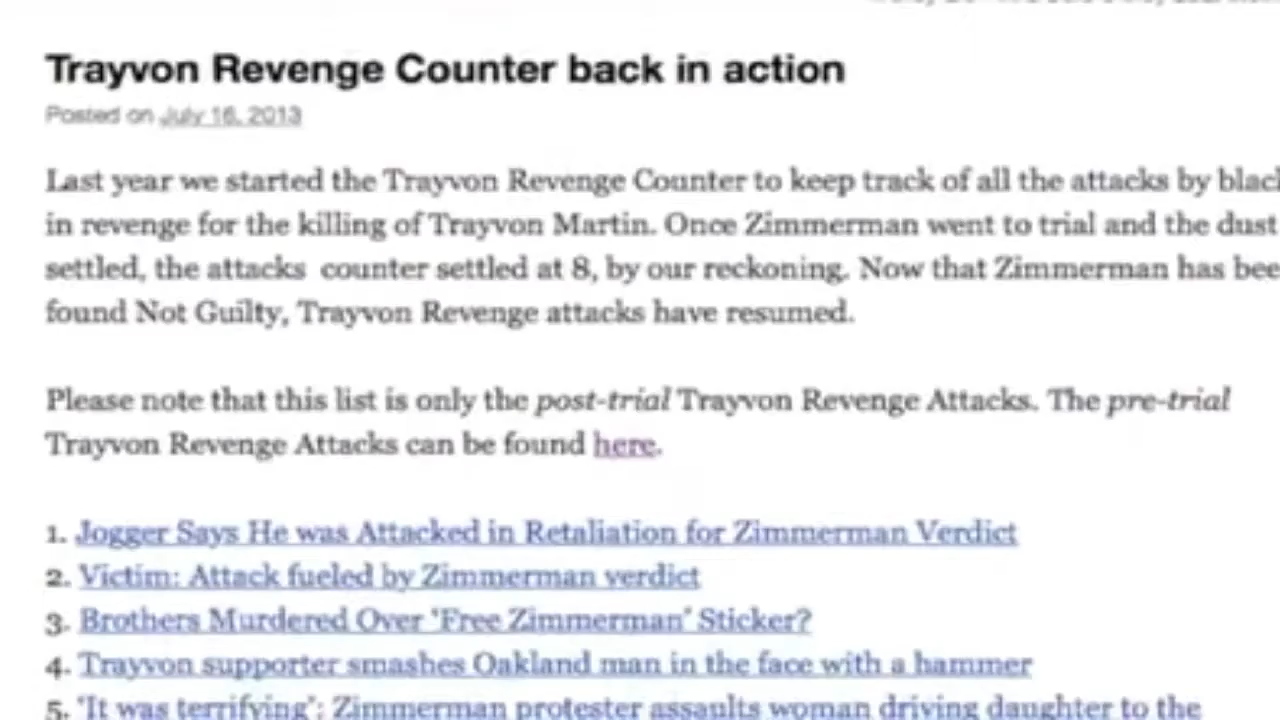 Trayvon Revenge Counter back in action
Posted on July 16, 2013
Last year we started the Trayvon Revenge Counter to keep track of all the attacks by
in revenge for the killing of Trayvon Martin. Once Zimmerman went to trial and the dust
settled, the attacks counter settled at 8, by our reckoning. Now that Zimmerman has
found Not Guilty, Trayvon Revenge attacks have resumed.
Please note that this list is only the post-trial Trayvon Revenge Attacks. The pre-trial
Trayvon Revenge Attacks can be found here.
1. Jogger Says He was Attacked in Retaliation for Zimmerman Verdict
2. Victim: Attack fueled by Zimmerman verdict
3. Brothers Murdered Over 'Free Zimmerman' Sticker?
4. Trayvon supporter smashes Oakland man in the face with a hammer
5. 'It was terrifying': Zimmerman protester assaults woman driving daughter to the